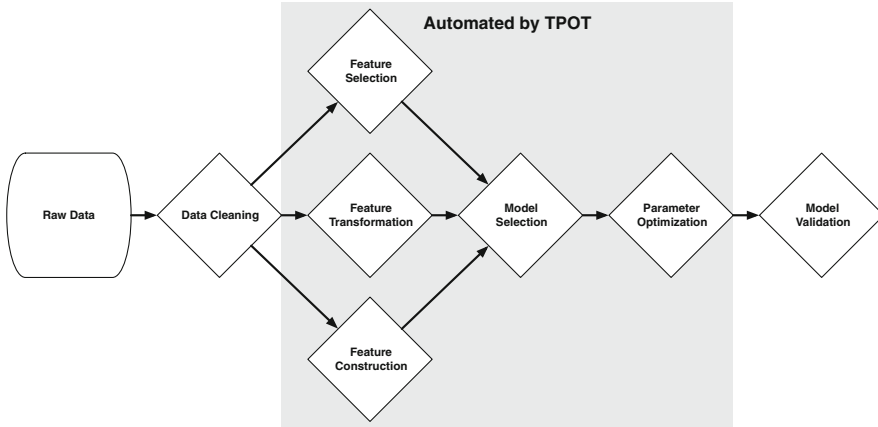 Automated by TPOT
Feature
Selection
Raw Data
Data Cleaning
Feature
Transformation
Model
Selection
Parameter
Optimization
Model
Validation
Feature
Construction